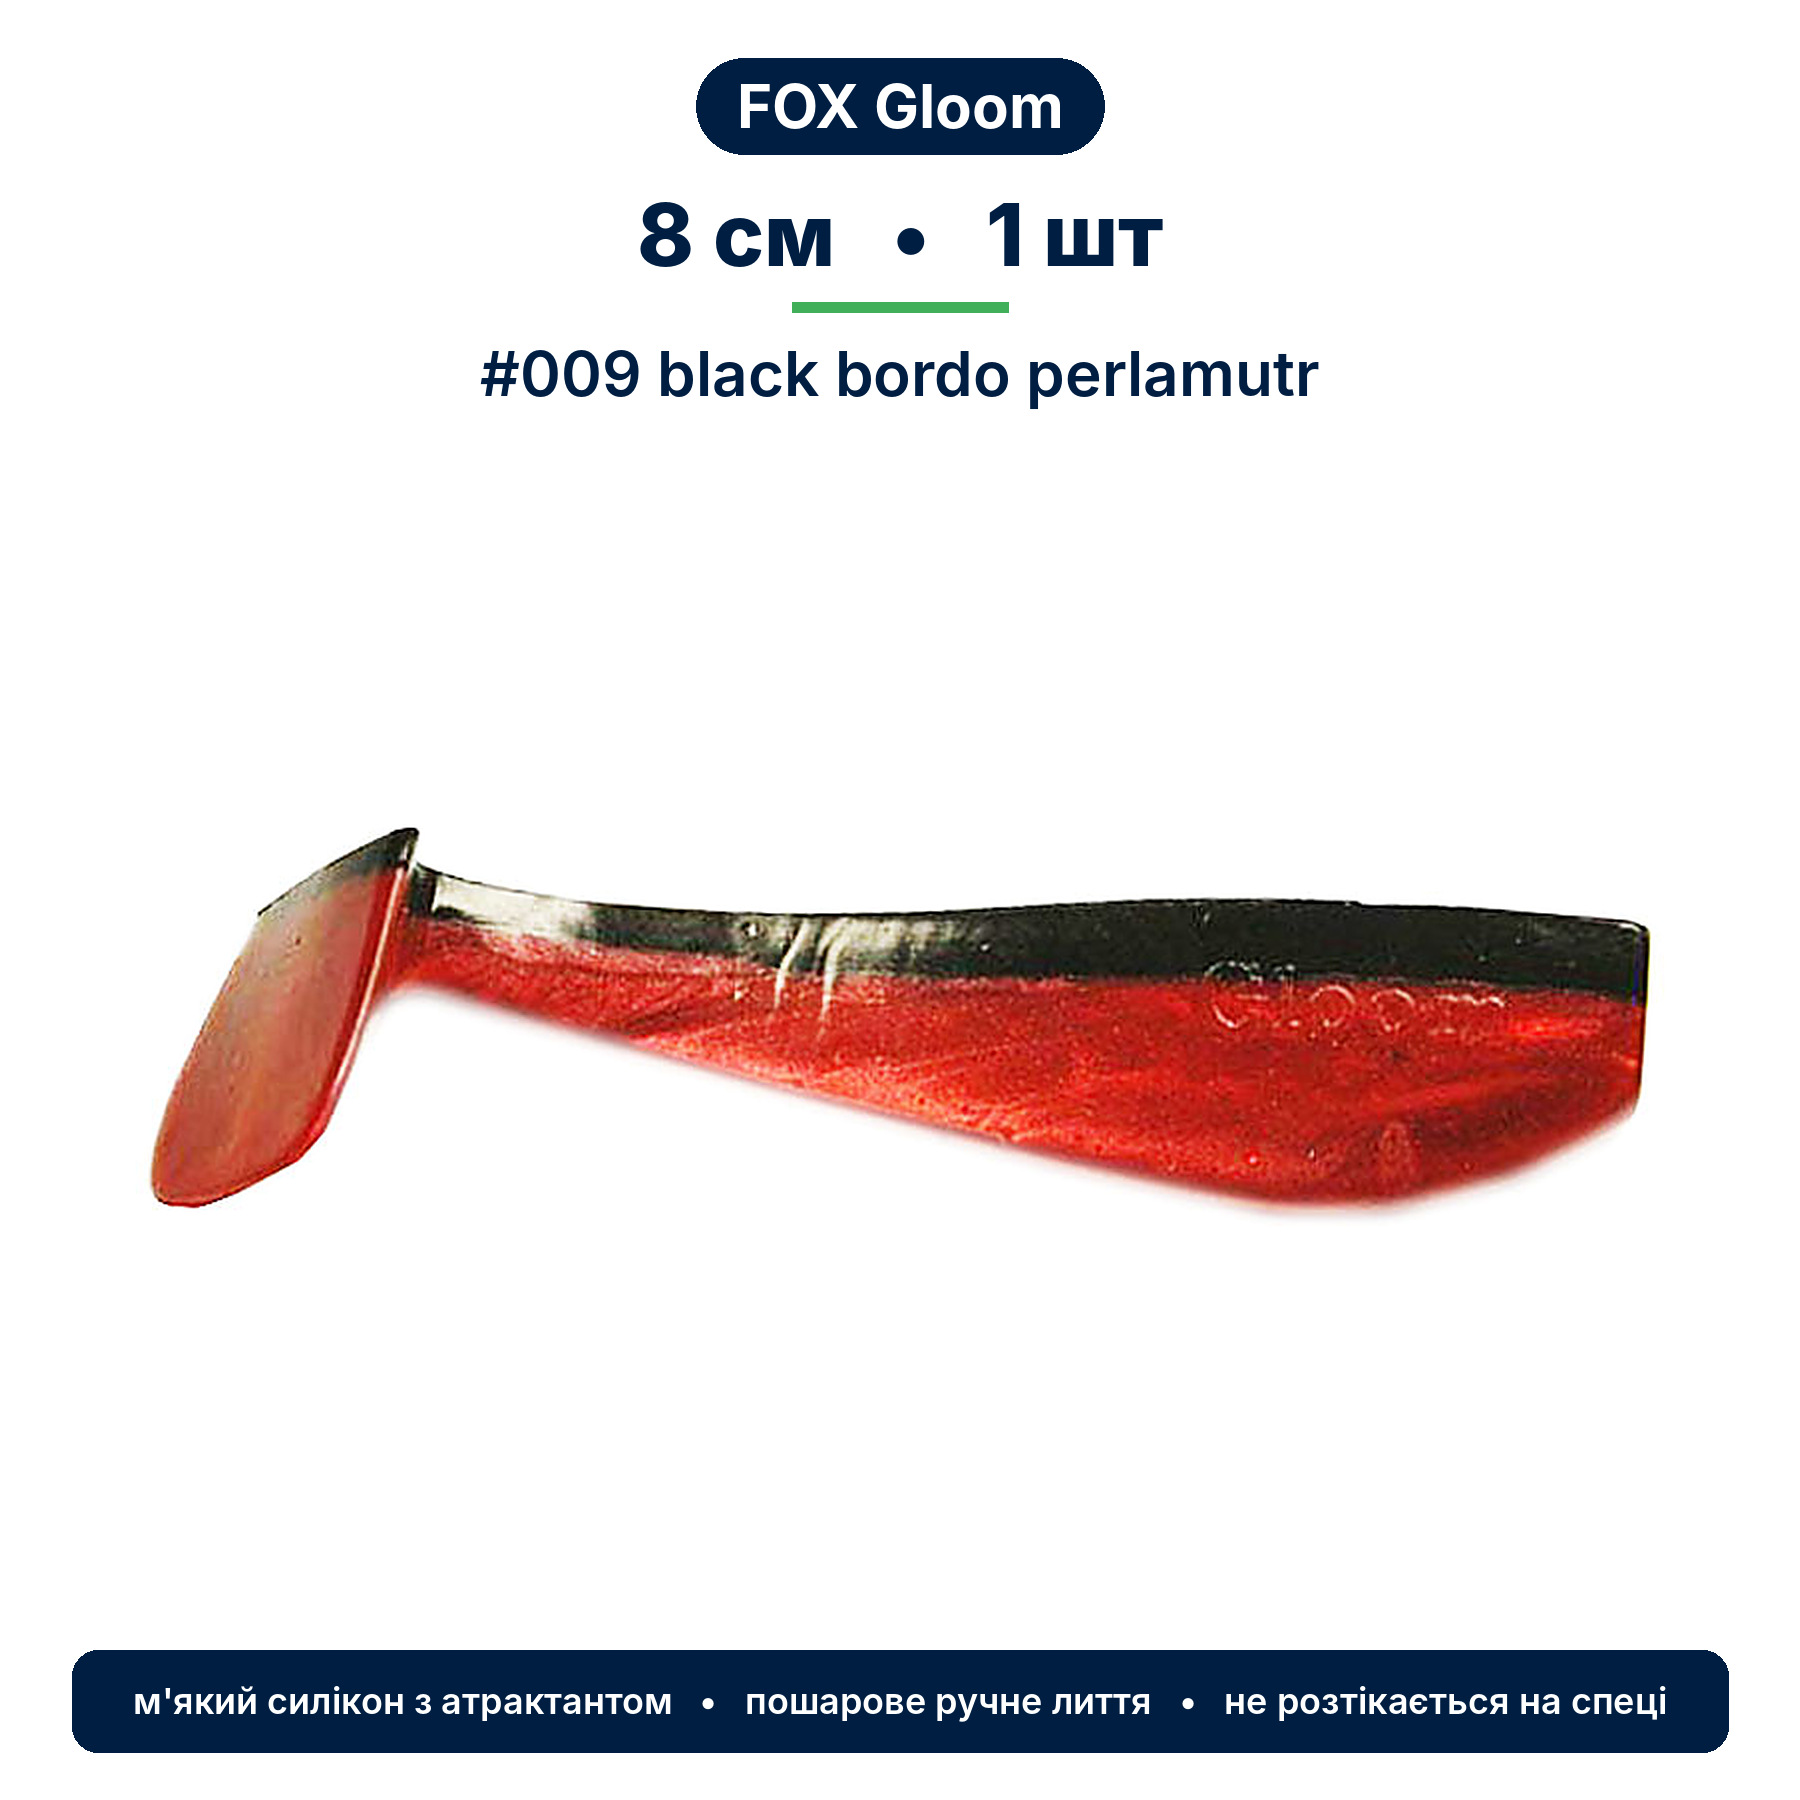 FOX Gloom
8 см • 1 шт
#009 black bordo perlamutr
Gloom
м'який силікон з атрактантом • пошарове ручне лиття • не розтікається на спеці